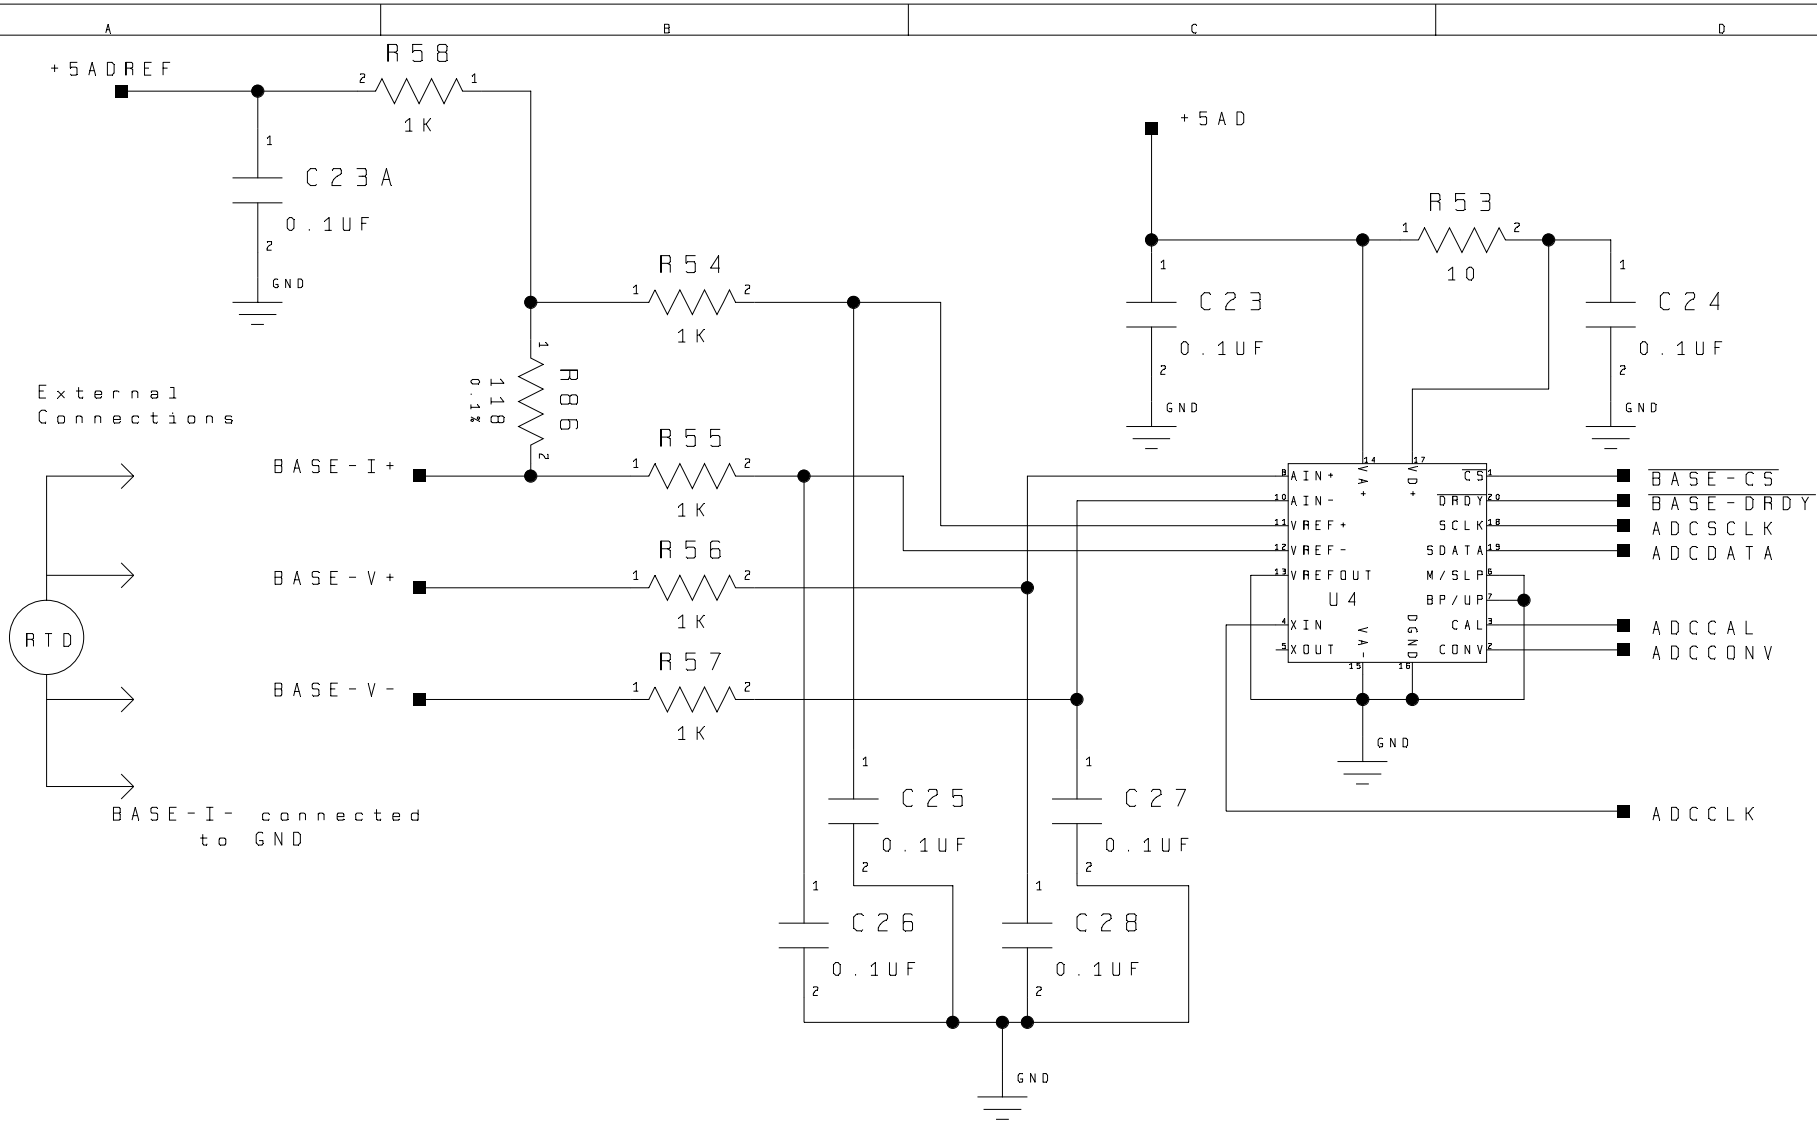 A B C D
R58
+5ADREF 2 1
1K
+5AD
1
C23A
0.1UF
2
GND
R53
1 2
10
R54
1 2
1K
1
C23
0.1UF
2
GND
1
C24
0.1UF
2
GND
1
R86
118
0.1%
2
External
Connections
BASE-I+
R55
1 2
1K
BASE-V+
R56
1 2
1K
RTD
BASE-V-
R57
1 2
1K
BASE-I- connected
to GND
14 17
VA+ VD+
9 AIN+ CS 1 BASE-CS
10 AIN- DRDY 20 BASE-DRDY
11 VREF+ SCLK 18 ADCSCLK
12 VREF- SDATA 19 ADCDATA
13 VREFOUT M/SLP 6
U4 BP/UP 7
4 XIN CAL 3 ADCCAL
5 XOUT CONV 2 ADCCONV
VA- DGND
15 16
GND
ADCCLK
1
C25
0.1UF
2
1
C27
0.1UF
2
1
C26
0.1UF
2
1
C28
0.1UF
2
GND